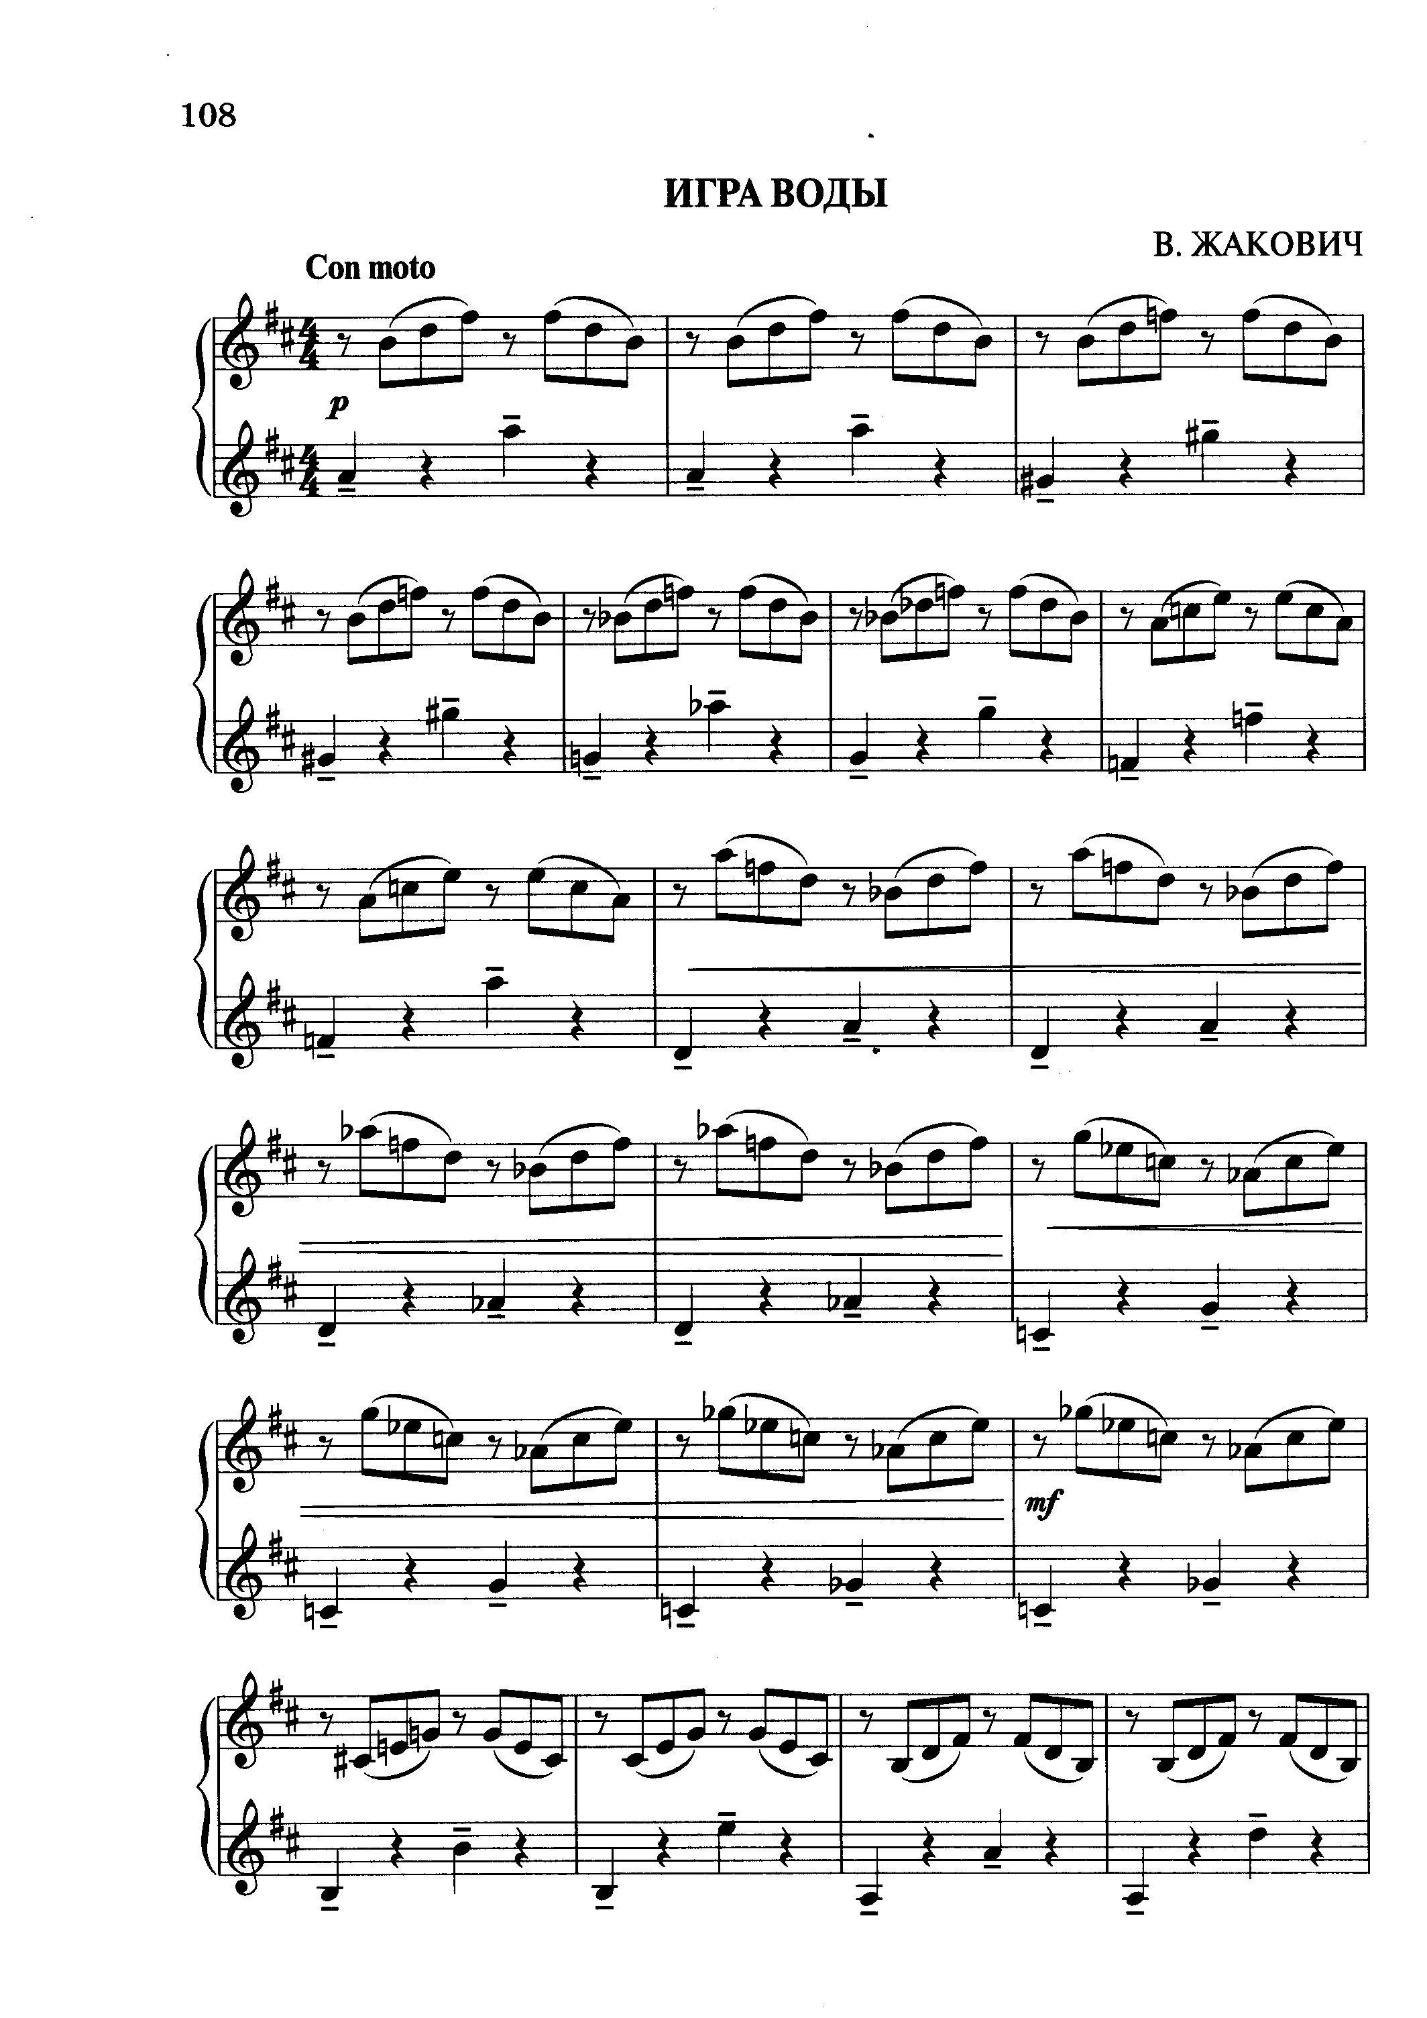 108
ИГРА ВОДЫ
В. ЖАКОВИЧ
Con moto
p
mf